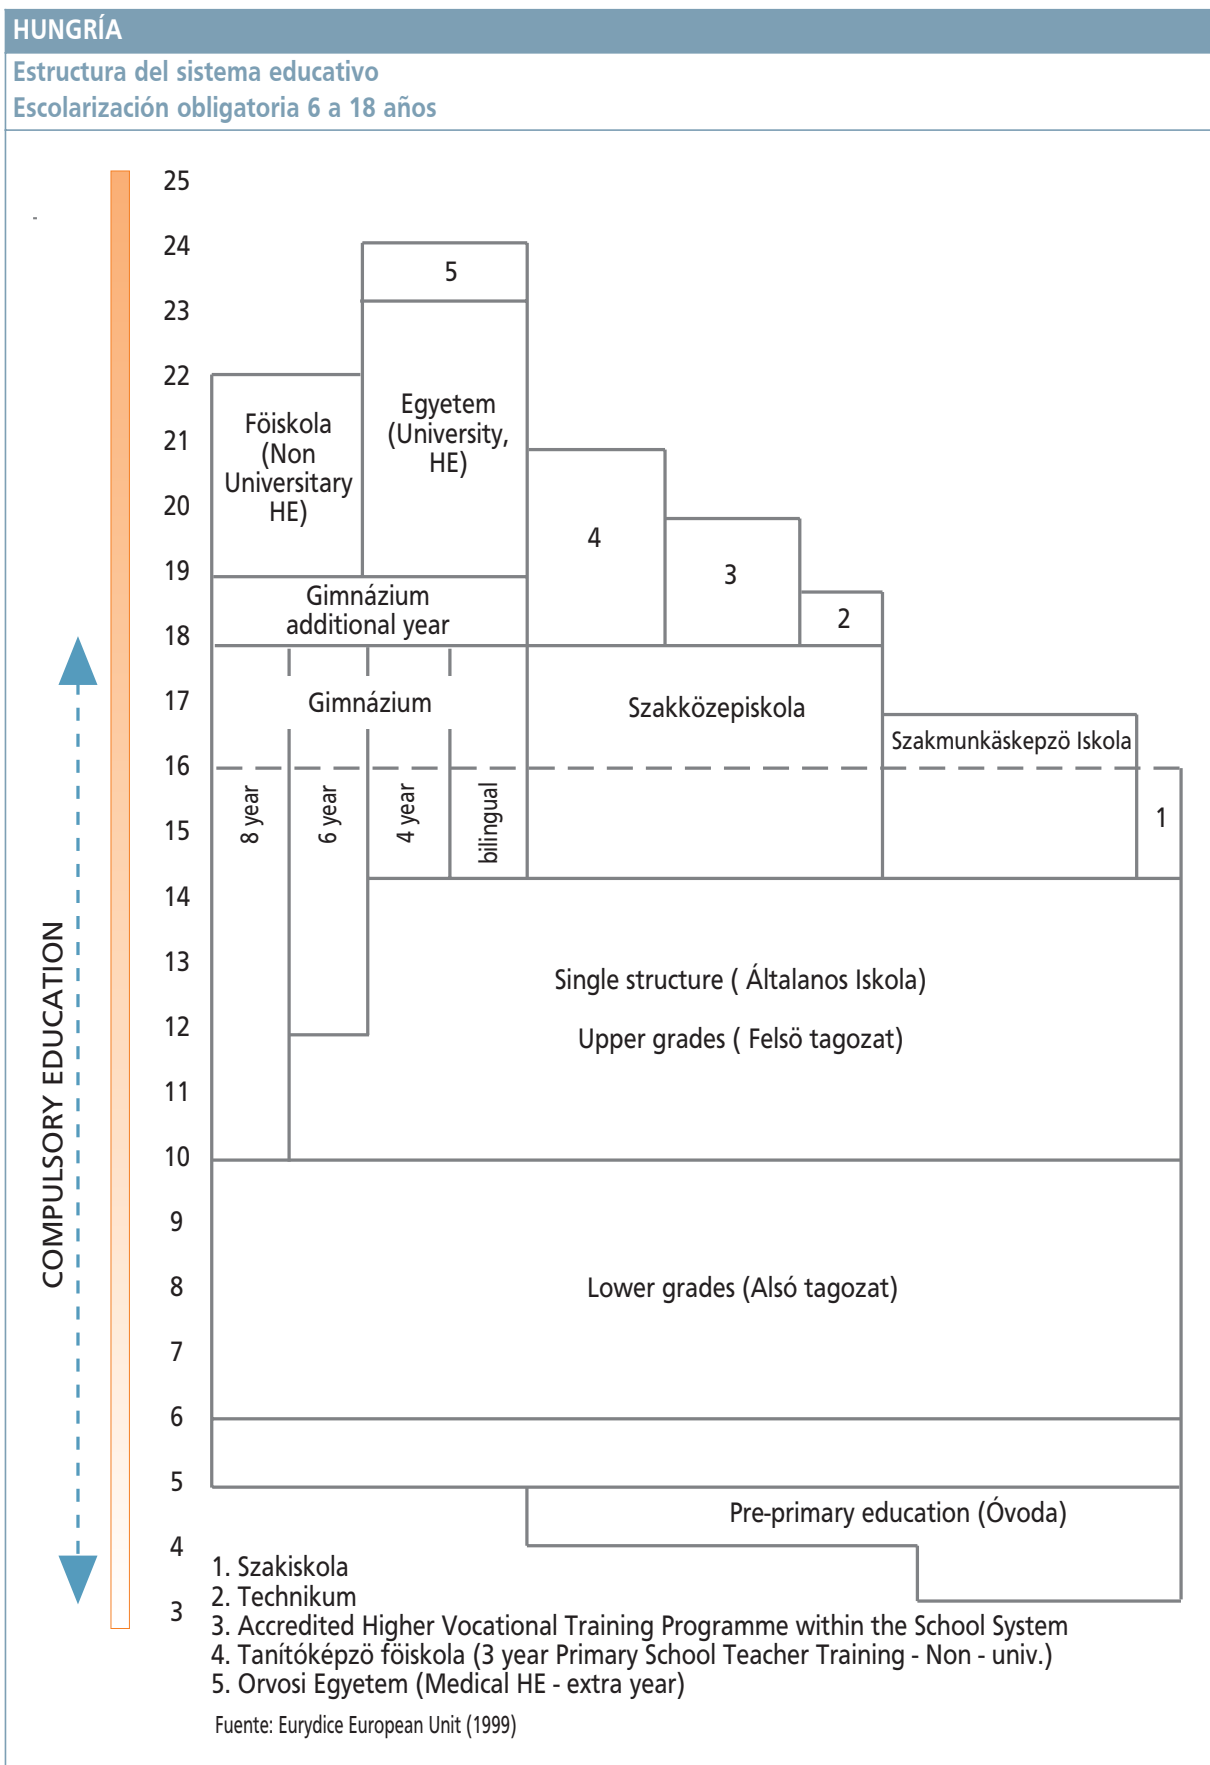 HUNGRÍA
Estructura del sistema educativo
Escolarización obligatoria 6 a 18 años
25
24
23
22
21
20
19
18
17
16
15
14
13
12
11
10
9
8
7
6
5
4
3
COMPULSORY EDUCATION
5
Föiskola
(Non
Universitary
HE)
Egyetem
(University,
HE)
4
3
2
Gimnázium
additional year
Gimnázium
Szakközepiskola
Szakmunkäskepzö Iskola
8 year
6 year
4 year
bilingual
1
Single structure ( Általanos Iskola)
Upper grades ( Felsö tagozat)
Lower grades (Alsó tagozat)
Pre-primary education (Óvoda)
1. Szakiskola
2. Technikum
3. Accredited Higher Vocational Training Programme within the School System
4. Tanítóképzö föiskola (3 year Primary School Teacher Training - Non - univ.)
5. Orvosi Egyetem (Medical HE - extra year)
Fuente: Eurydice European Unit (1999)